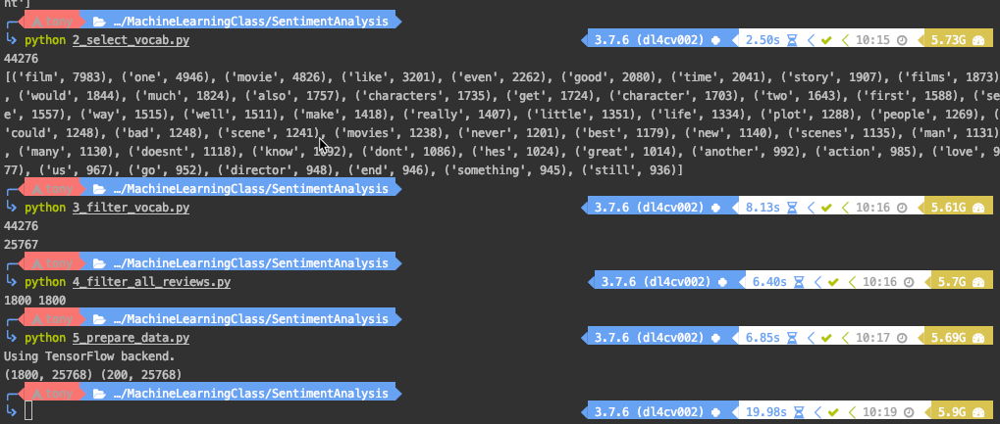 nt']
tony …/MachineLearningClass/SentimentAnalysis
python 2_select_vocab.py 3.7.6 (dl4cv002) 2.50s 10:15 5.73G
44276
[('film', 7983), ('one', 4946), ('movie', 4826), ('like', 3201), ('even', 2262), ('good', 2080), ('time', 2041), ('story', 1907), ('films', 1873)
, ('would', 1844), ('much', 1824), ('also', 1757), ('characters', 1735), ('get', 1724), ('character', 1703), ('two', 1643), ('first', 1588), ('se
e', 1557), ('way', 1515), ('well', 1511), ('make', 1418), ('really', 1407), ('little', 1351), ('life', 1334), ('plot', 1288), ('people', 1269), (
'could', 1248), ('bad', 1248), ('scene', 1241), ('movies', 1238), ('never', 1201), ('best', 1179), ('new', 1140), ('scenes', 1135), ('man', 1131)
, ('many', 1130), ('doesnt', 1118), ('know', 1092), ('dont', 1086), ('hes', 1024), ('great', 1014), ('another', 992), ('action', 985), ('love', 9
77), ('us', 967), ('go', 952), ('director', 948), ('end', 946), ('something', 945), ('still', 936)]
tony …/MachineLearningClass/SentimentAnalysis
python 3_filter_vocab.py 3.7.6 (dl4cv002) 8.13s 10:16 5.61G
44276
25767
tony …/MachineLearningClass/SentimentAnalysis
python 4_filter_all_reviews.py 3.7.6 (dl4cv002) 6.40s 10:16 5.7G
1800 1800
tony …/MachineLearningClass/SentimentAnalysis
python 5_prepare_data.py 3.7.6 (dl4cv002) 6.85s 10:17 5.69G
Using TensorFlow backend.
(1800, 25768) (200, 25768)
tony …/MachineLearningClass/SentimentAnalysis
3.7.6 (dl4cv002) 19.98s 10:19 5.9G